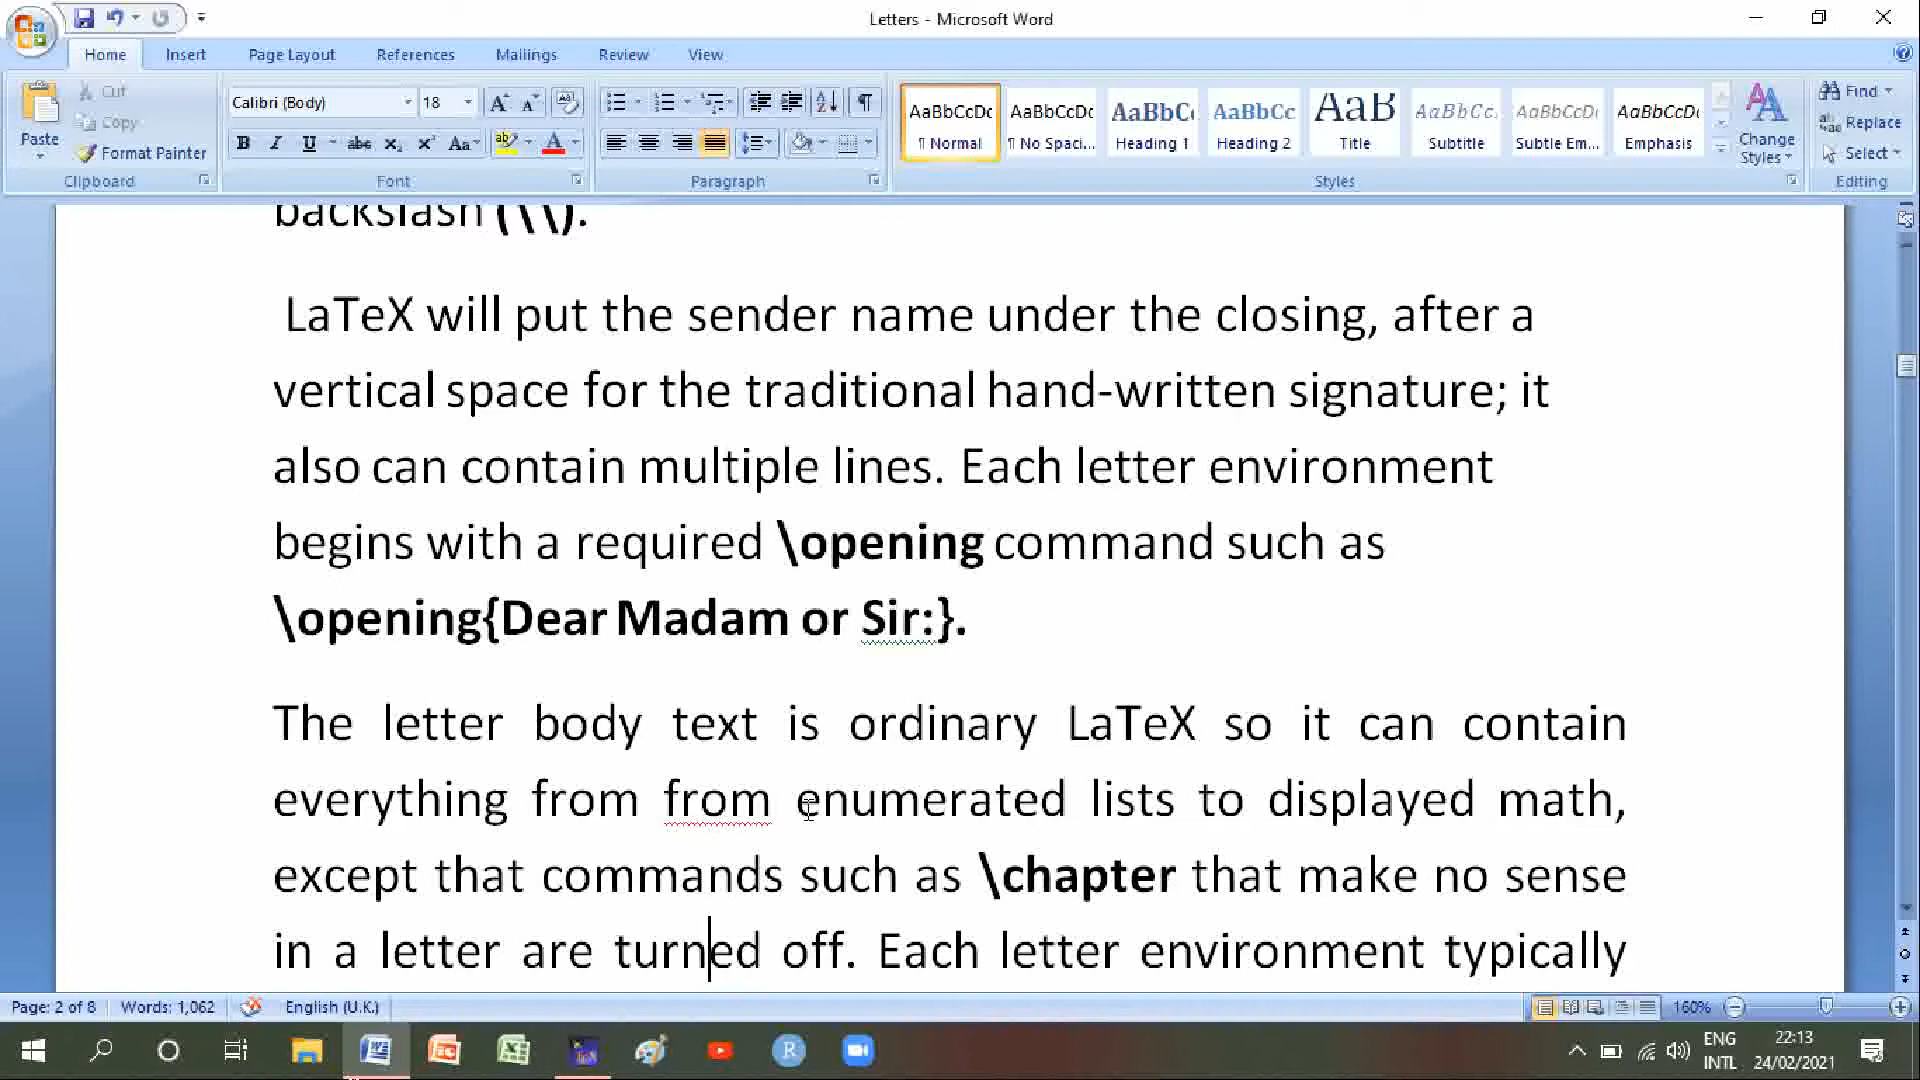 Letters - Microsoft Word
Home Insert Page Layout References Mailings Review View
Paste
Cut
Copy
Format Painter
Clipboard
Calibri (Body) 18
B I U abc X₂ X² Aa A
Font
Paragraph
AaBbCcDc AaBbCcDc AaBbC AaBbCc AaB AaBbCc. AaBbCcDt AaBbCcDt
¶ Normal ¶ No Spaci... Heading 1 Heading 2 Title Subtitle Subtle Em... Emphasis
Change Styles
Styles
Find
Replace
Select
Editing
backslash (\\).
LaTeX will put the sender name under the closing, after a
vertical space for the traditional hand-written signature; it
also can contain multiple lines. Each letter environment
begins with a required \opening command such as
\opening{Dear Madam or Sir:}.
The letter body text is ordinary LaTeX so it can contain
everything from from enumerated lists to displayed math,
except that commands such as \chapter that make no sense
in a letter are turned off. Each letter environment typically
Page: 2 of 8 Words: 1,062 English (U.K.) 160%
ENG 22:13
INTL 24/02/2021